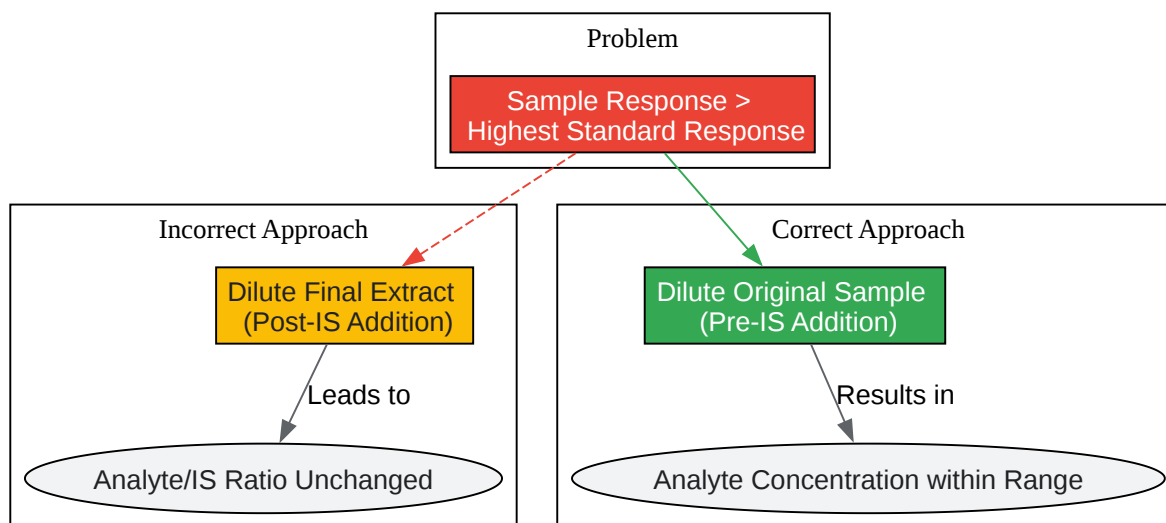 Problem
Sample Response >
Highest Standard Response
Incorrect Approach
Dilute Final Extract
(Post-IS Addition)
Leads to
Analyte/IS Ratio Unchanged
Correct Approach
Dilute Original Sample
(Pre-IS Addition)
Results in
Analyte Concentration within Range